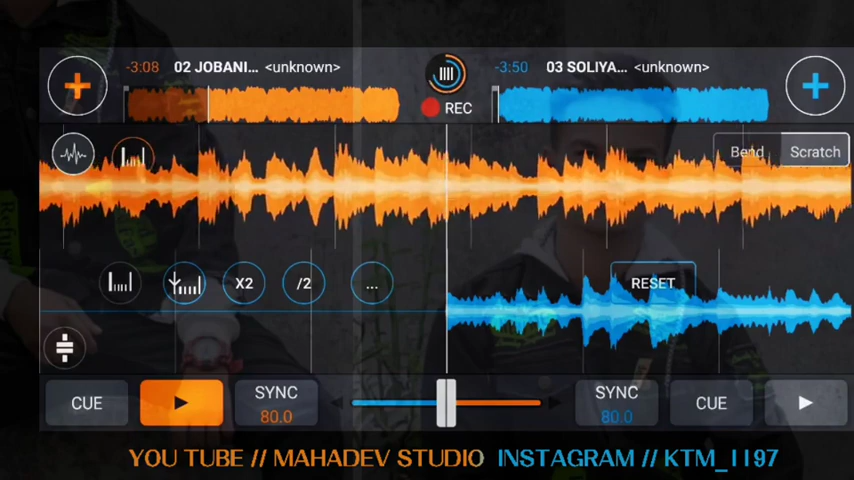 -3:08 02 JOBANI... <unknown> -3:50 03 SOLIYA... <unknown>
REC
Bend Scratch
X2 /2 ... RESET
CUE SYNC 80.0 SYNC 80.0 CUE
YOU TUBE // MAHADEV STUDIO INSTAGRAM // KTM_1197